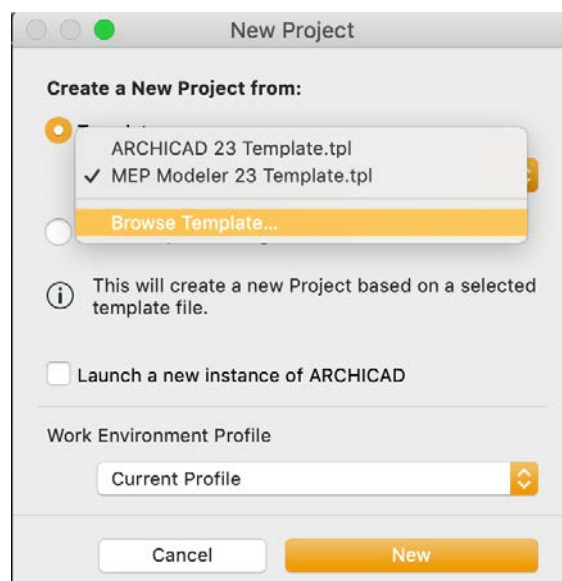 New Project
Create a New Project from:
ARCHICAD 23 Template.tpl
✓ MEP Modeler 23 Template.tpl
Browse Template...
This will create a new Project based on a selected
template file.
Launch a new instance of ARCHICAD
Work Environment Profile
Current Profile
Cancel
New